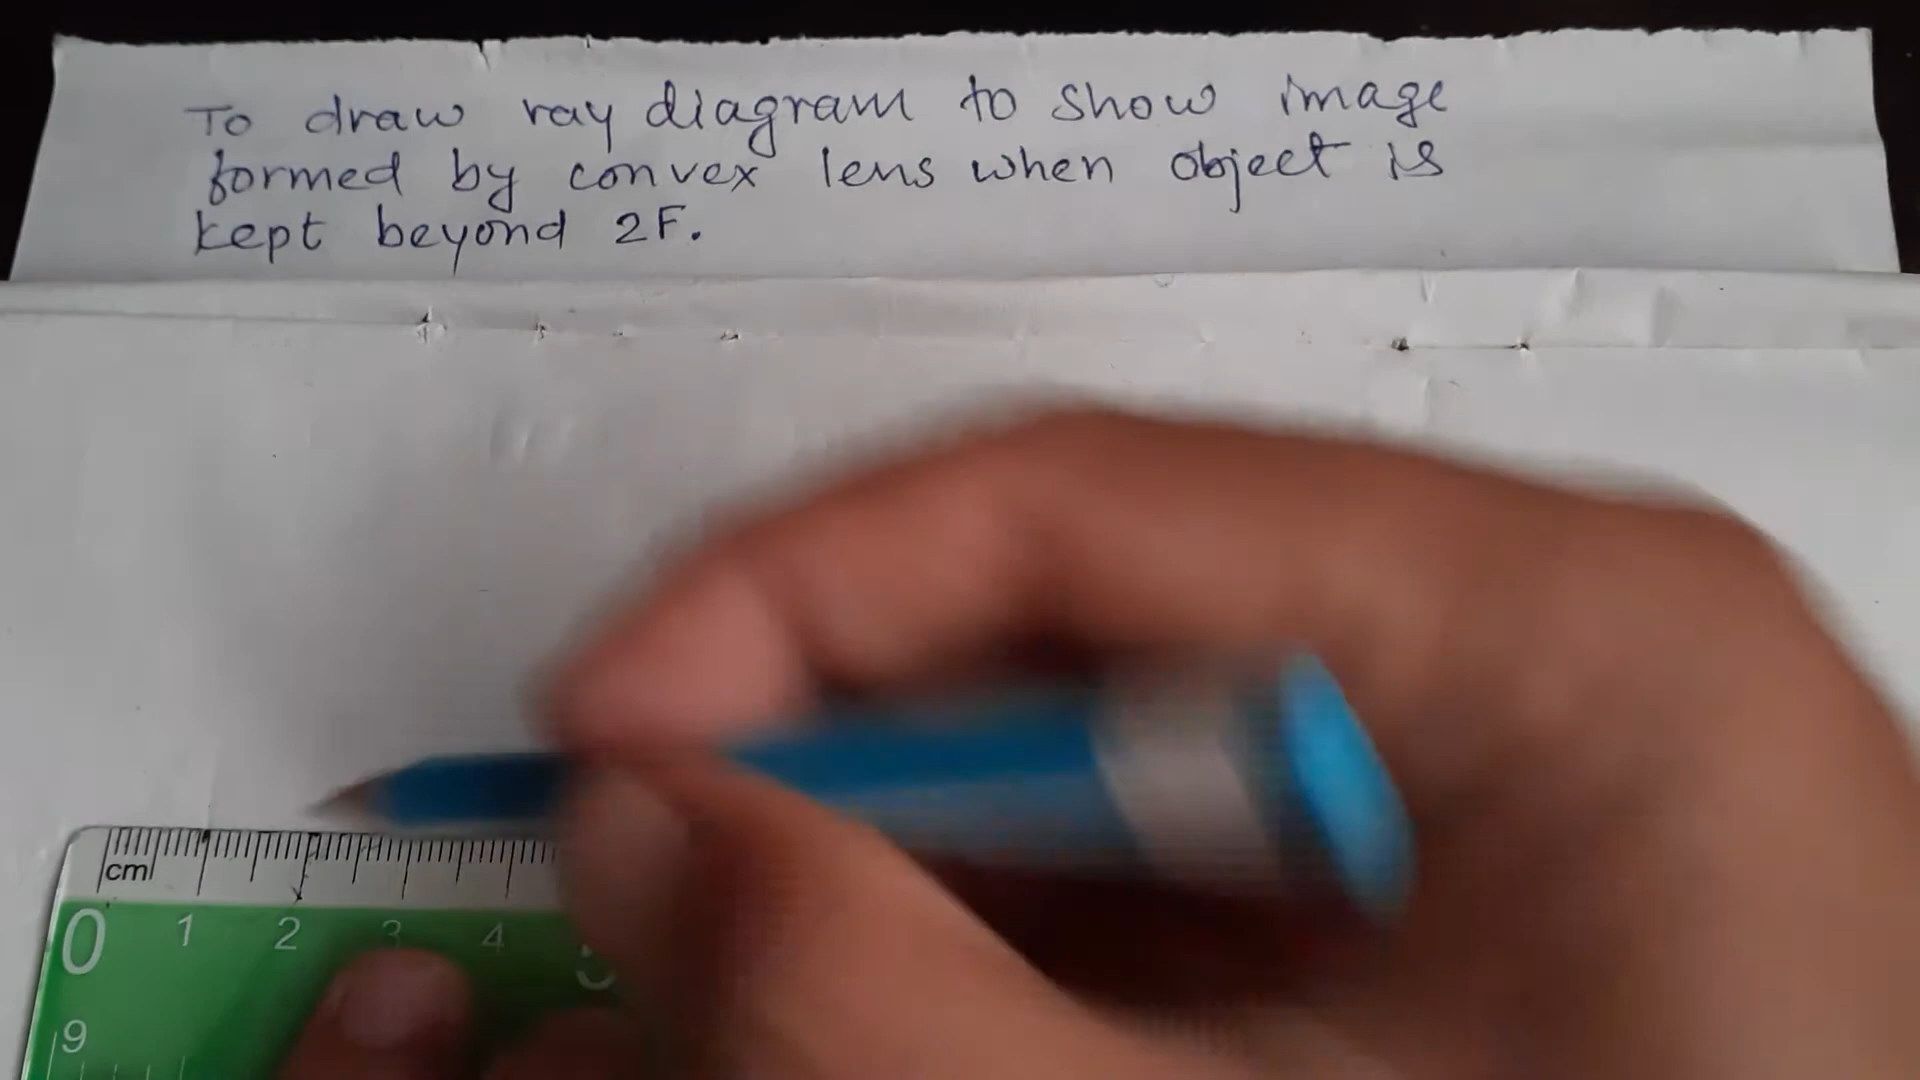 To draw ray diagram to show image
formed by convex lens when object is
kept beyond 2F.
cm
0 1 2 3 4 5
9